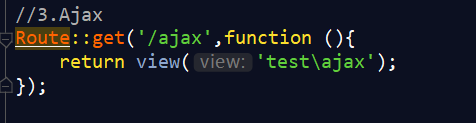 //3.Ajax
Route::get('/ajax',function (){
return view( view: 'test\ajax');
});